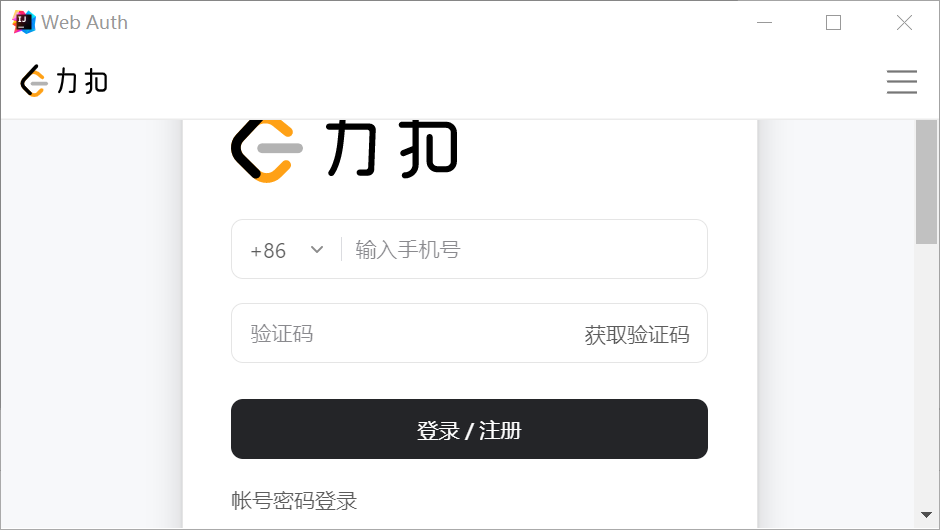 Web Auth
力扣
力扣
+86 输入手机号
验证码 获取验证码
登录 / 注册
帐号密码登录